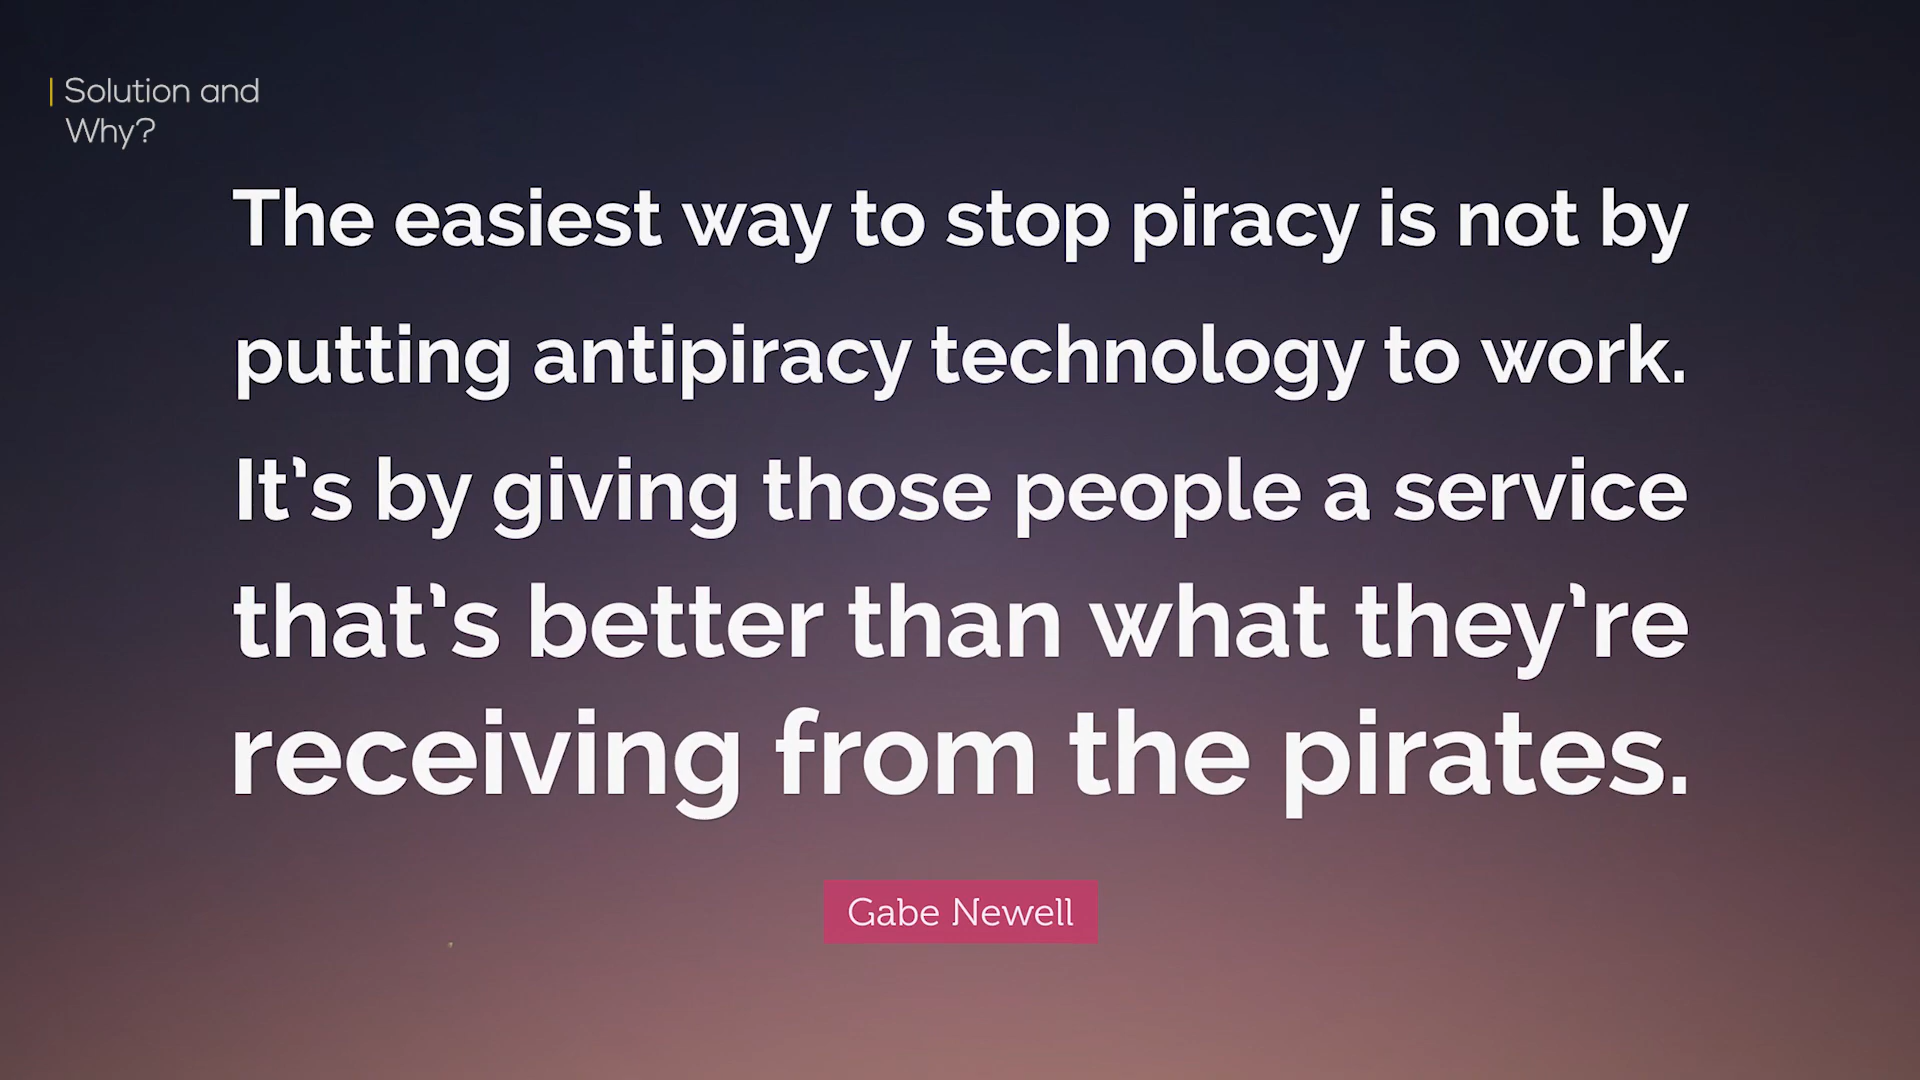 Solution and
Why?
The easiest way to stop piracy is not by
putting antipiracy technology to work.
It’s by giving those people a service
that’s better than what they’re
receiving from the pirates.
Gabe Newell